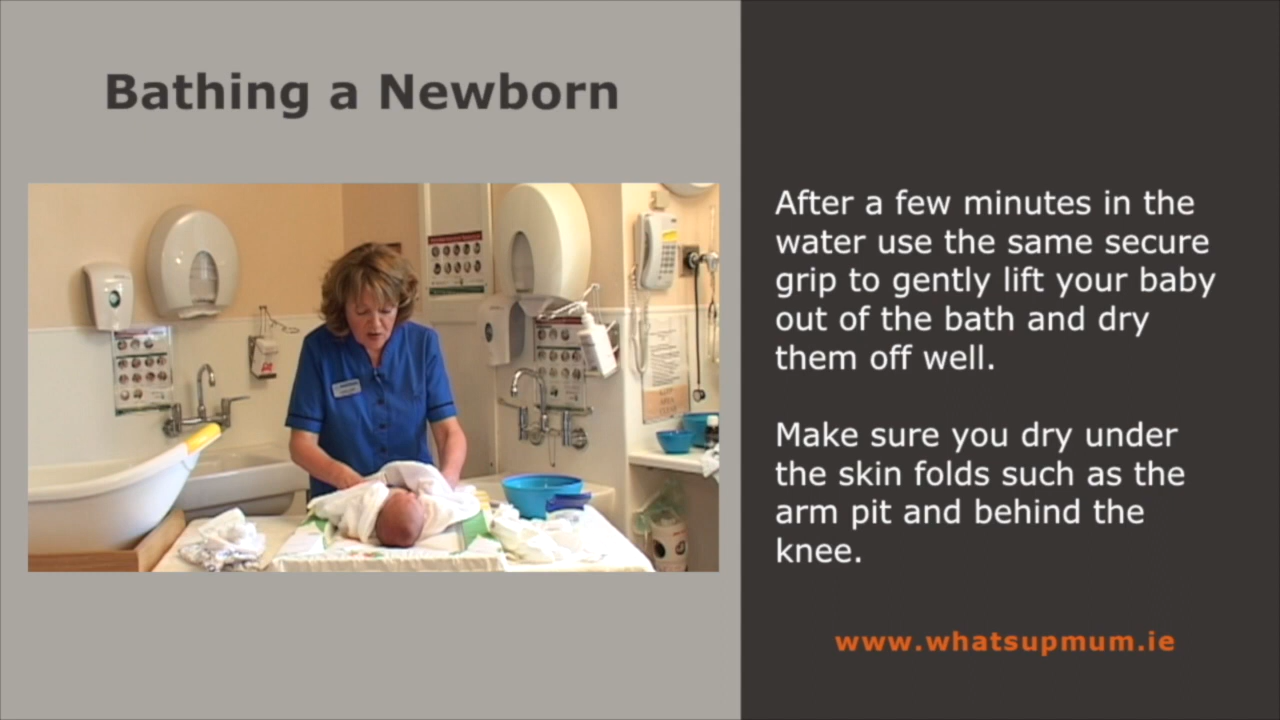 Bathing a Newborn
After a few minutes in the
water use the same secure
grip to gently lift your baby
out of the bath and dry
them off well.
Make sure you dry under
the skin folds such as the
arm pit and behind the
knee.
www.whatsupmum.ie